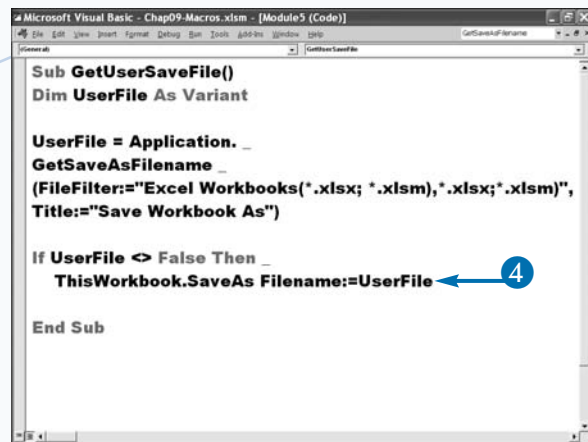 Microsoft Visual Basic - Chap09-Macros.xlsm - [Module5 (Code)]
File Edit View Insert Format Debug Run Tools Add-Ins Window Help GetSaveAsFilename
(General) GetUserSaveFile
Sub GetUserSaveFile()
Dim UserFile As Variant
UserFile = Application. _
GetSaveAsFilename _
(FileFilter:="Excel Workbooks(*.xlsx; *.xlsm),*.xlsx;*.xlsm)",
Title:="Save Workbook As")
If UserFile <> False Then _
ThisWorkbook.SaveAs Filename:=UserFile
4
End Sub